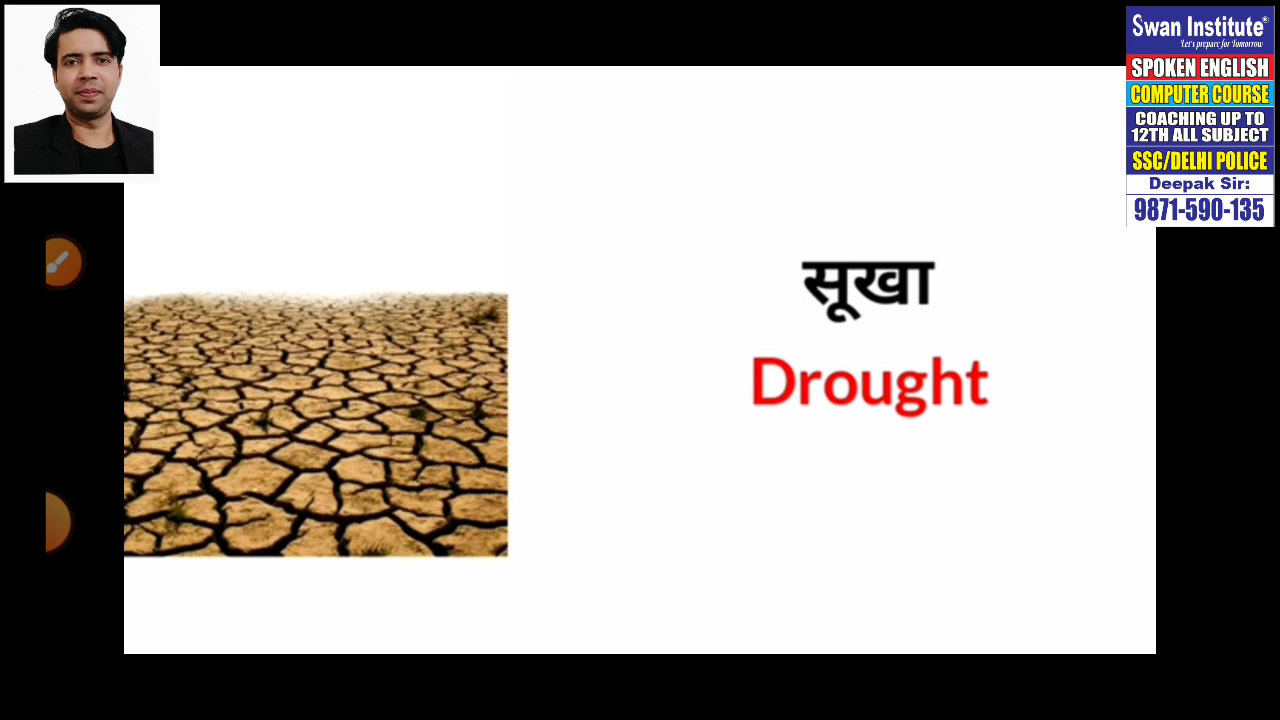 Swan Institute®
'Let's prepare for Tomorrow
SPOKEN ENGLISH
COMPUTER COURSE
COACHING UP TO
12TH ALL SUBJECT
SSC/DELHI POLICE
Deepak Sir:
9871-590-135
सूखा
Drought